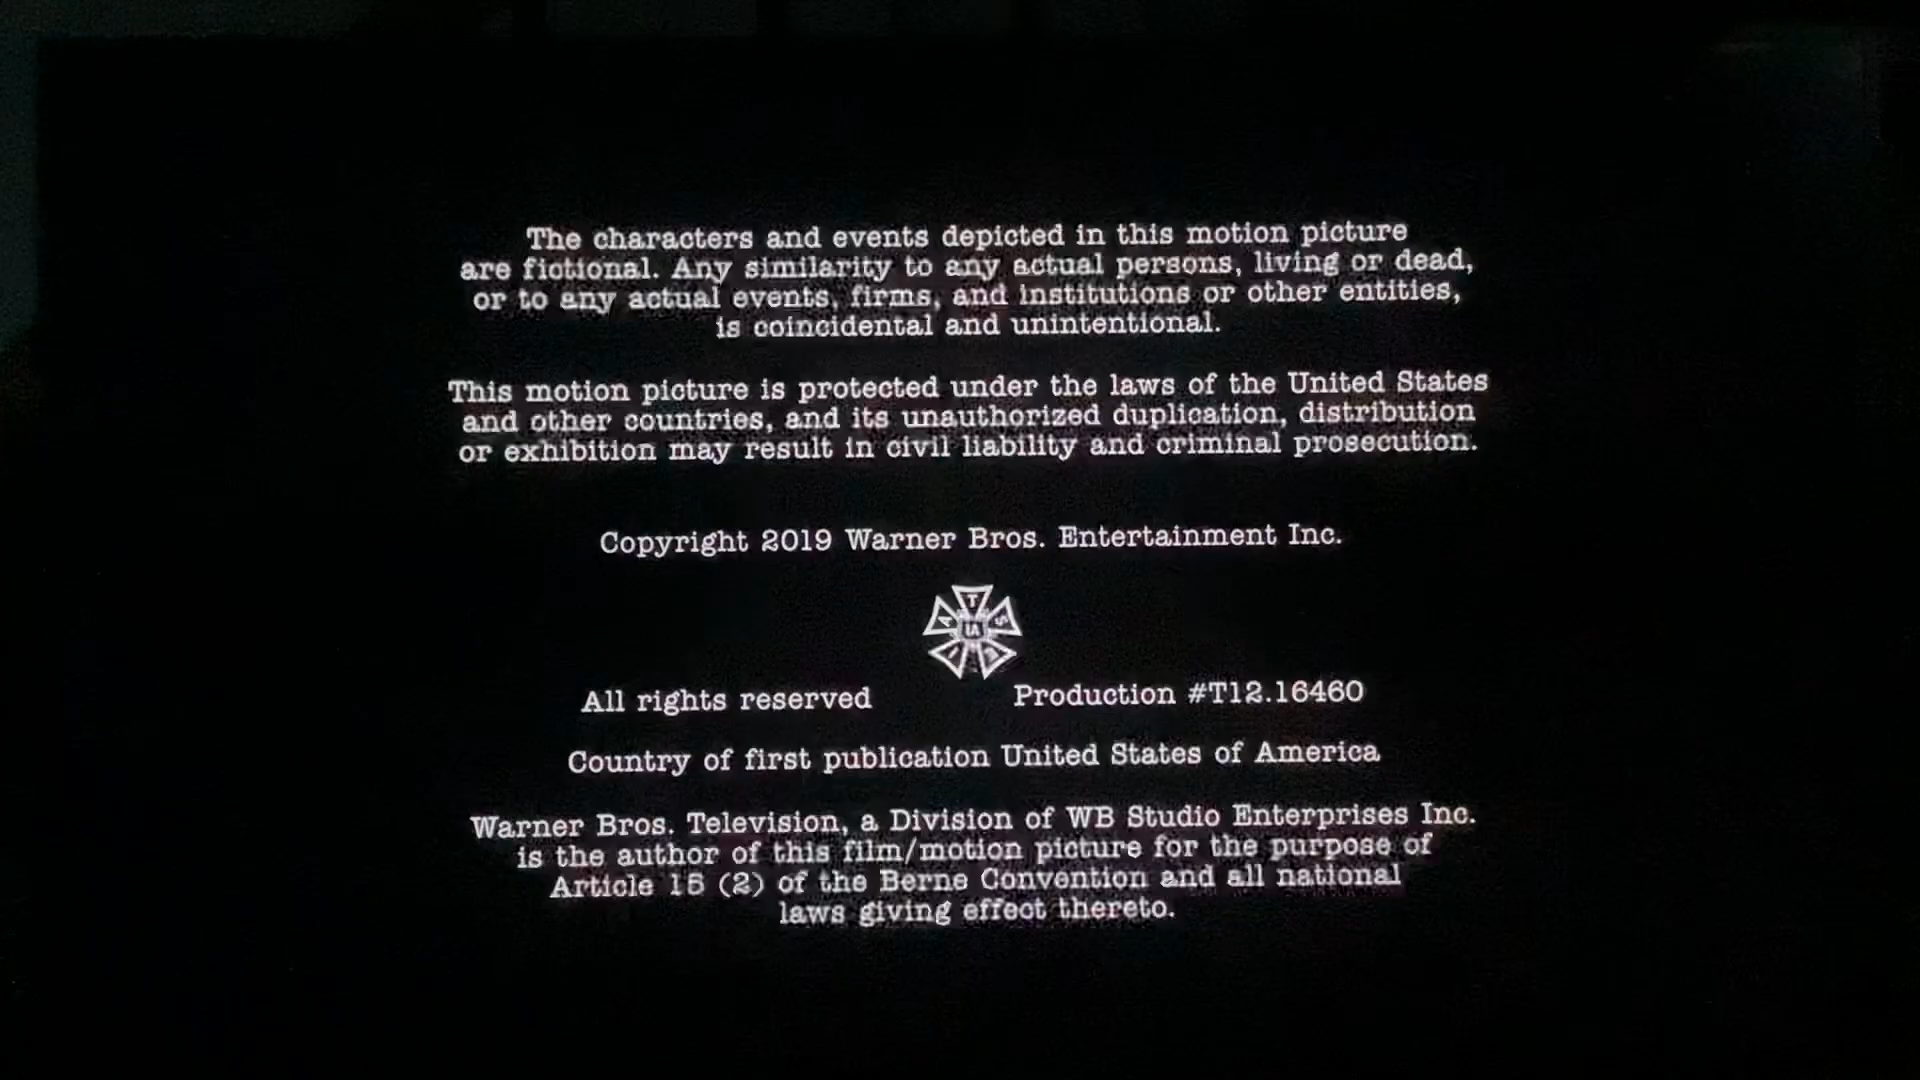 The characters and events depicted in this motion picture
are fictional. Any similarity to any actual persons, living or dead,
or to any actual events, firms, and institutions or other entities,
is coincidental and unintentional.
This motion picture is protected under the laws of the United States
and other countries, and its unauthorized duplication, distribution
or exhibition may result in civil liability and criminal prosecution.
Copyright 2019 Warner Bros. Entertainment Inc.
I A T S E
IA
All rights reserved Production #T12.16460
Country of first publication United States of America
Warner Bros. Television, a Division of WB Studio Enterprises Inc.
is the author of this film/motion picture for the purpose of
Article 15 (2) of the Berne Convention and all national
laws giving effect thereto.